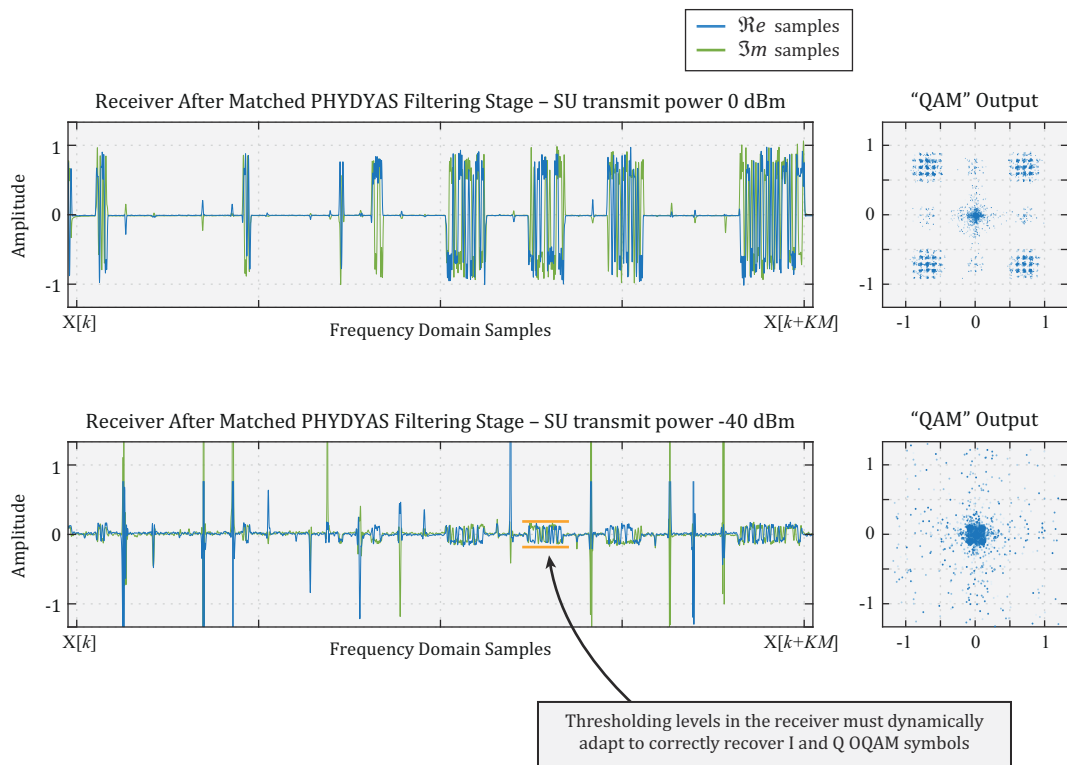 ℜe samples
ℑm samples
Receiver After Matched PHYDYAS Filtering Stage – SU transmit power 0 dBm
“QAM” Output
Amplitude
1
0
-1
X[k]
Frequency Domain Samples
X[k+KM]
1
0
-1
-1 0 1
Receiver After Matched PHYDYAS Filtering Stage – SU transmit power -40 dBm
“QAM” Output
Amplitude
1
0
-1
X[k]
Frequency Domain Samples
X[k+KM]
1
0
-1
-1 0 1
Thresholding levels in the receiver must dynamically
adapt to correctly recover I and Q OQAM symbols